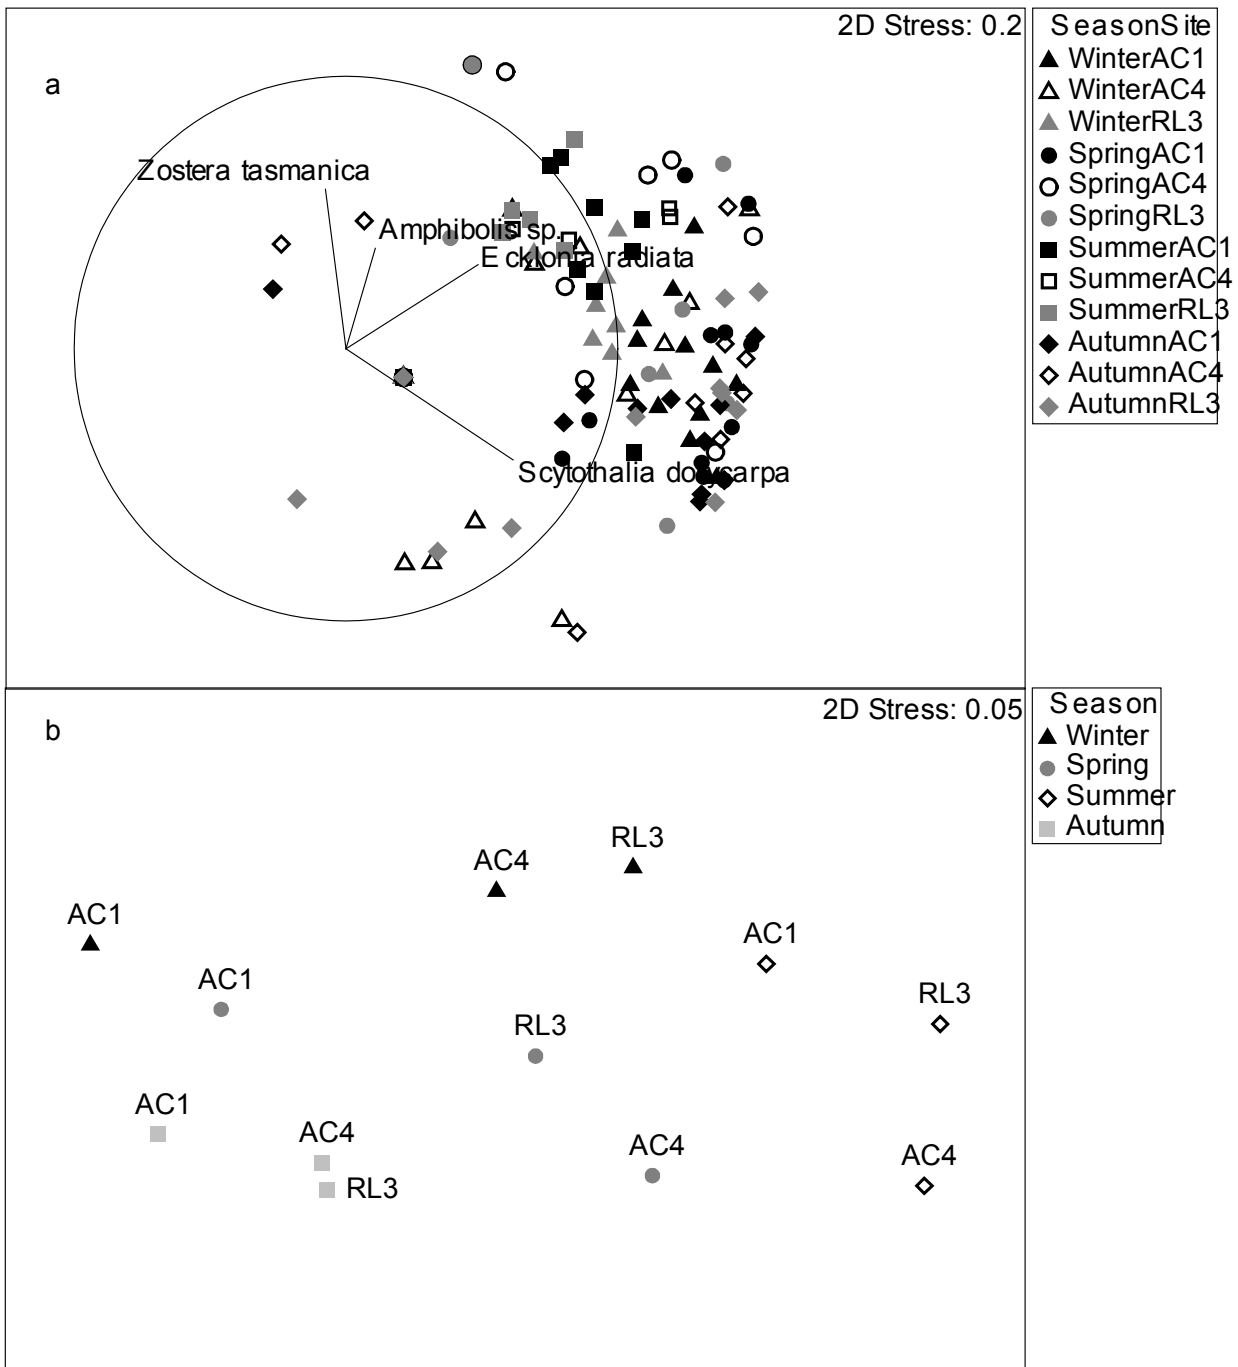 2D Stress: 0.2
a
Zostera tasmanica
Amphibolis sp.
Ecklonia radiata
Scytothalia dorycarpa
SeasonSite
WinterAC1
WinterAC4
WinterRL3
SpringAC1
SpringAC4
SpringRL3
SummerAC1
SummerAC4
SummerRL3
AutumnAC1
AutumnAC4
AutumnRL3
2D Stress: 0.05
b
RL3
AC4
AC1
AC1
AC1
RL3
RL3
AC1
AC4
AC4
AC4
RL3
Season
Winter
Spring
Summer
Autumn